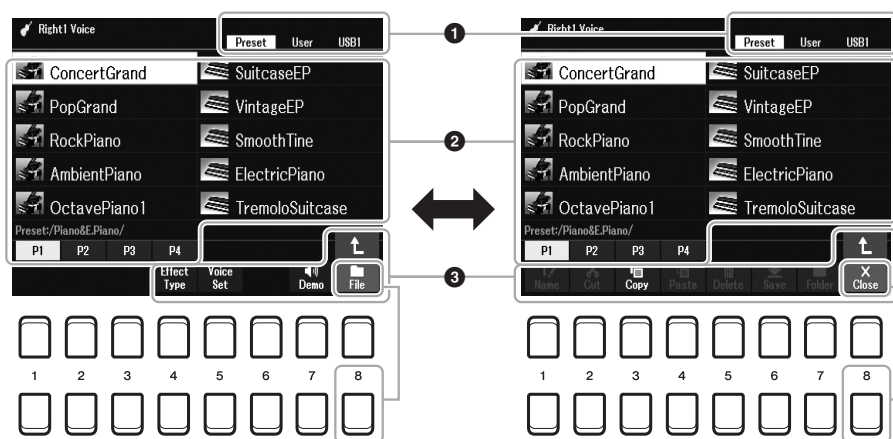 Right1 Voice
Preset User USB1
ConcertGrand SuitcaseEP
PopGrand VintageEP
RockPiano SmoothTine
AmbientPiano ElectricPiano
OctavePiano1 TremoloSuitcase
Preset:/Piano&E.Piano/
P1 P2 P3 P4
Effect Type Voice Set Demo File
1 2 3 4 5 6 7 8
1
2
3
Right1 Voice
Preset User USB1
ConcertGrand SuitcaseEP
PopGrand VintageEP
RockPiano SmoothTine
AmbientPiano ElectricPiano
OctavePiano1 TremoloSuitcase
Preset:/Piano&E.Piano/
P1 P2 P3 P4
Name Cut Copy Paste Delete Save Folder Close
1 2 3 4 5 6 7 8